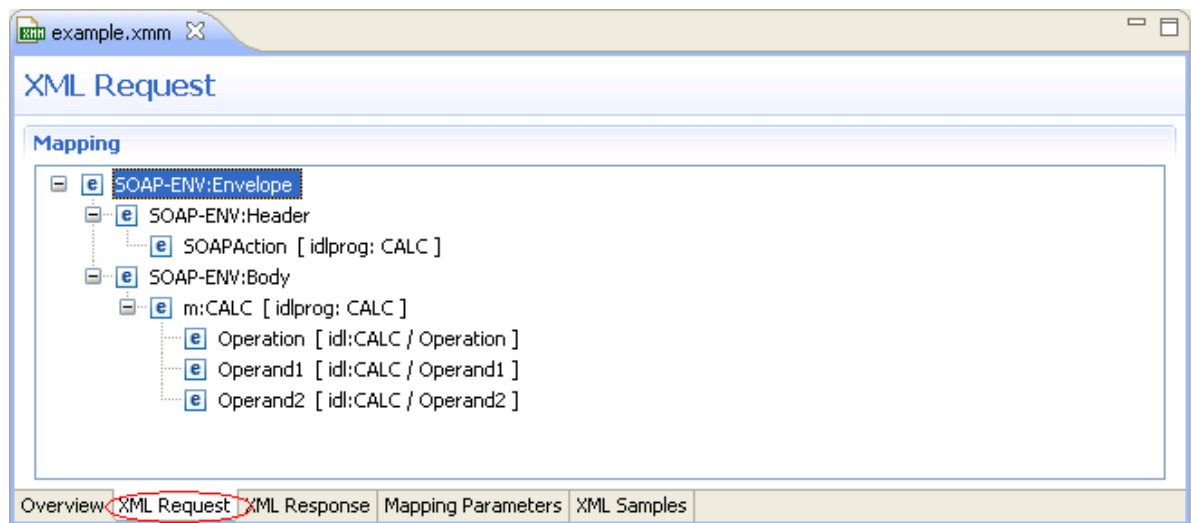 example.xmm
XML Request
Mapping
SOAP-ENV:Envelope
SOAP-ENV:Header
SOAPAction [ idlprog: CALC ]
SOAP-ENV:Body
m:CALC [ idlprog: CALC ]
Operation [ idl:CALC / Operation ]
Operand1 [ idl:CALC / Operand1 ]
Operand2 [ idl:CALC / Operand2 ]
Overview XML Request XML Response Mapping Parameters XML Samples